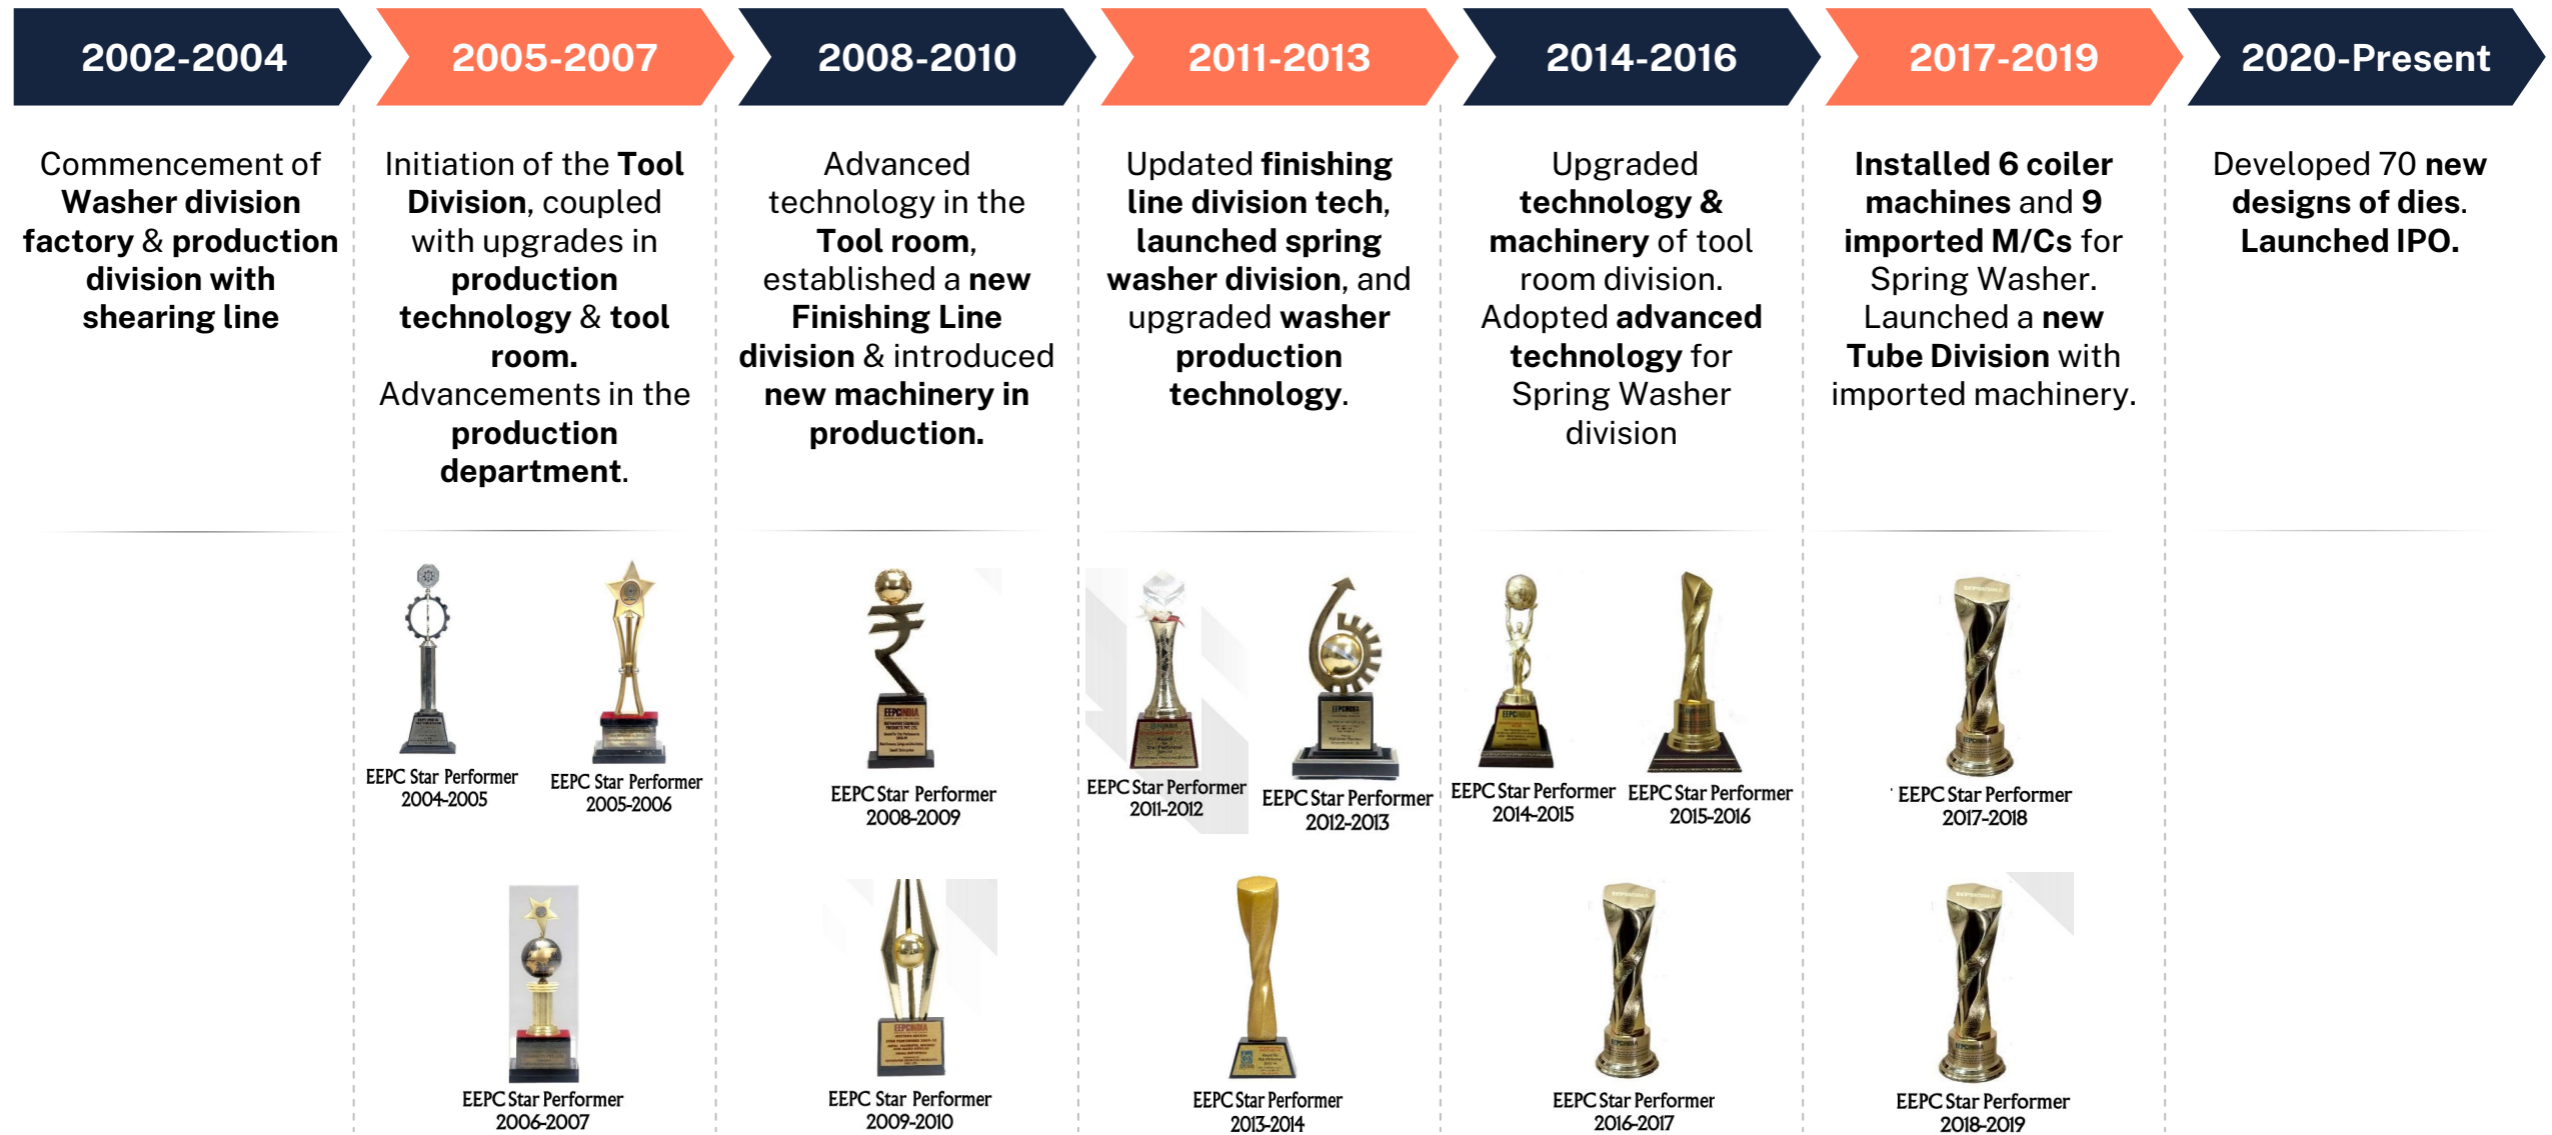 2002-2004
Commencement of
Washer division
factory & production
division with
shearing line
2005-2007
Initiation of the Tool
Division, coupled
with upgrades in
production
technology & tool
room.
Advancements in the
production
department.
EEPC Star Performer
2004-2005
EEPC Star Performer
2005-2006
EEPC Star Performer
2006-2007
2008-2010
Advanced
technology in the
Tool room,
established a new
Finishing Line
division & introduced
new machinery in
production.
EEPCINDIA
EEPC Star Performer
2008-2009
EEPCINDIA
EEPC Star Performer
2009-2010
2011-2013
Updated finishing
line division tech,
launched spring
washer division, and
upgraded washer
production
technology.
EEPC Star Performer
2011-2012
EEPCINDIA
EEPC Star Performer
2012-2013
EEPC Star Performer
2013-2014
2014-2016
Upgraded
technology &
machinery of tool
room division.
Adopted advanced
technology for
Spring Washer
division
EEPCINDIA
EEPC Star Performer
2014-2015
EEPC Star Performer
2015-2016
EEPC Star Performer
2016-2017
2017-2019
Installed 6 coiler
machines and 9
imported M/Cs for
Spring Washer.
Launched a new
Tube Division with
imported machinery.
EEPC Star Performer
2017-2018
EEPC Star Performer
2018-2019
2020-Present
Developed 70 new
designs of dies.
Launched IPO.